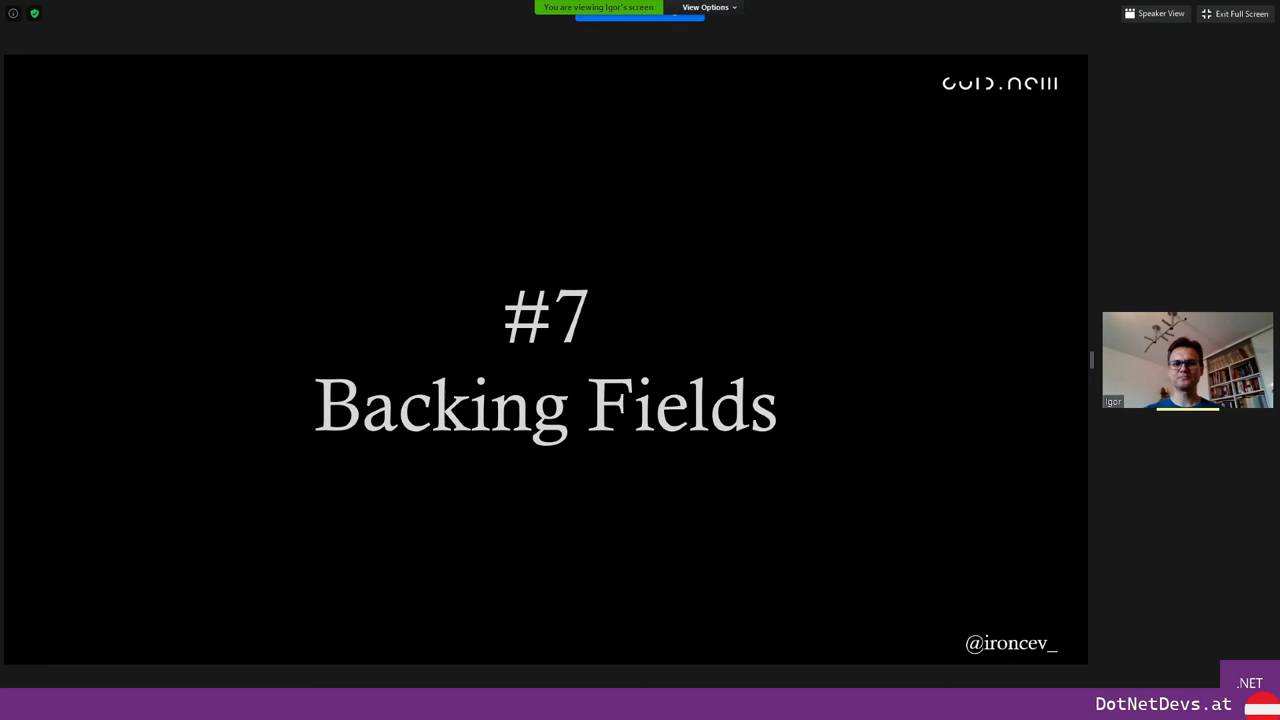 You are viewing Igor's screen
View Options
Speaker View
Exit Full Screen
#7
Backing Fields
Igor
@ironcev_
.NET
DotNetDevs.at